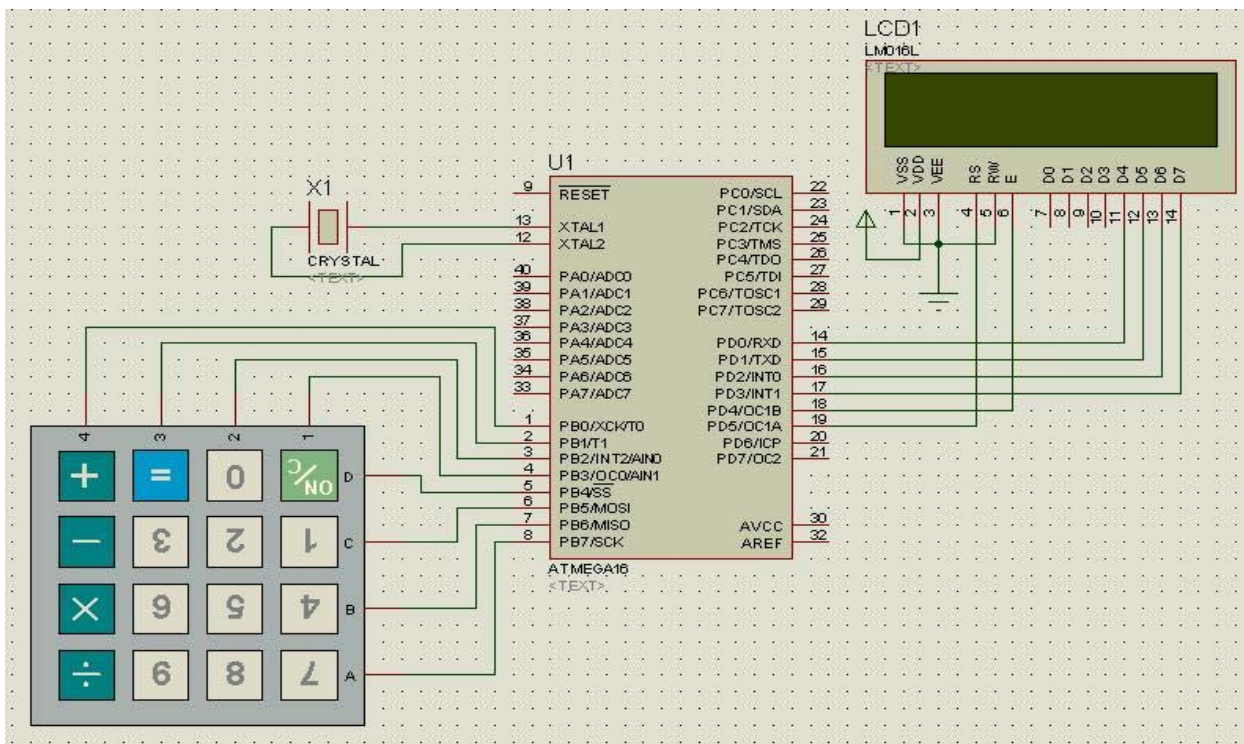 LCD1
LM016L
<TEXT>
VSS VDD VEE RS RW E D0 D1 D2 D3 D4 D5 D6 D7
1 2 3 4 5 6 7 8 9 10 11 12 13 14
X1
CRYSTAL
<TEXT>
U1
9 RESET PC0/SCL 22
PC1/SDA 23
13 XTAL1 PC2/TCK 24
12 XTAL2 PC3/TMS 25
PC4/TDO 26
40 PA0/ADC0 PC5/TDI 27
39 PA1/ADC1 PC6/TOSC1 28
38 PA2/ADC2 PC7/TOSC2 29
37 PA3/ADC3
36 PA4/ADC4 PD0/RXD 14
35 PA5/ADC5 PD1/TXD 15
34 PA6/ADC6 PD2/INT0 16
33 PA7/ADC7 PD3/INT1 17
PD4/OC1B 18
1 PB0/XCK/T0 PD5/OC1A 19
2 PB1/T1 PD6/ICP 20
3 PB2/INT2/AIN0 PD7/OC2 21
4 PB3/OC0/AIN1
5 PB4/SS
6 PB5/MOSI
7 PB6/MISO AVCC 30
8 PB7/SCK AREF 32
ATMEGA16
<TEXT>
4 3 2 1
+ = 0 ON/C D
− 3 2 1 C
× 6 5 4 B
÷ 9 8 7 A